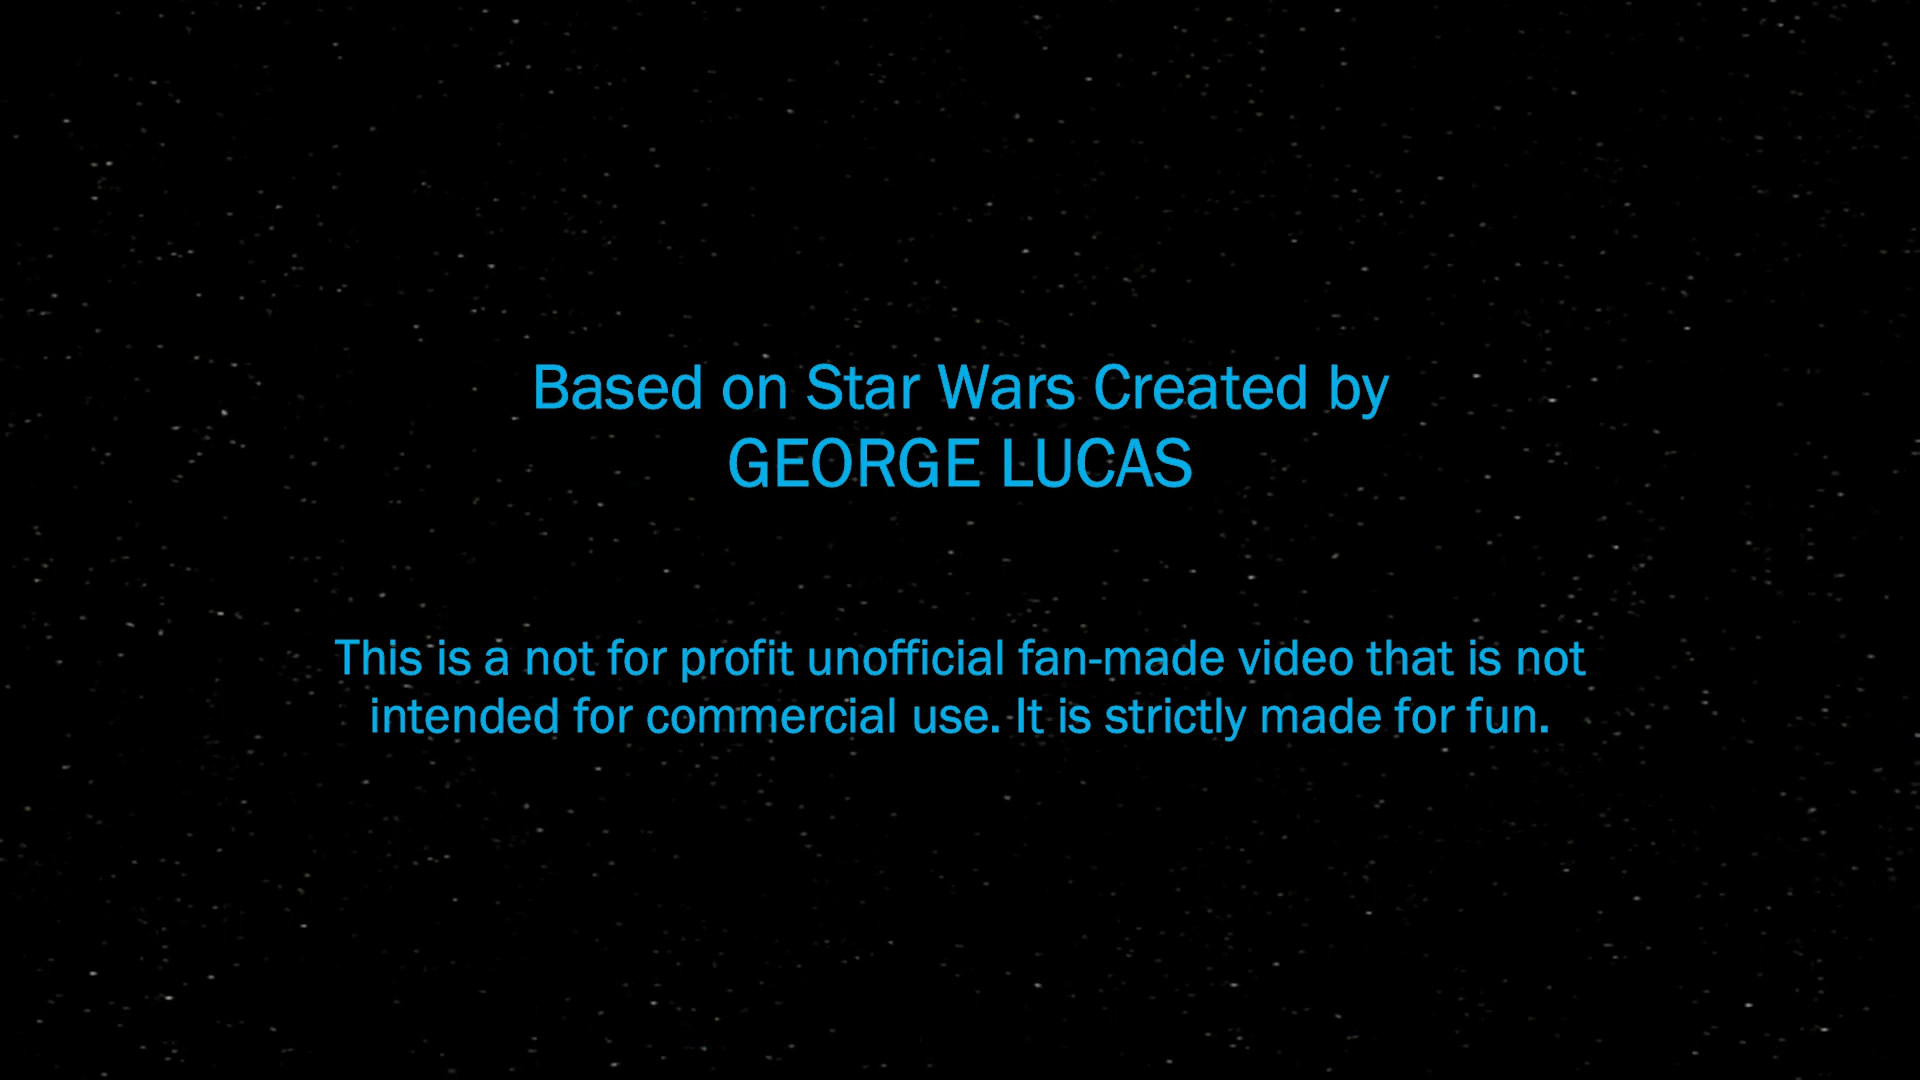 Based on Star Wars Created by
GEORGE LUCAS
This is a not for profit unofficial fan-made video that is not
intended for commercial use. It is strictly made for fun.